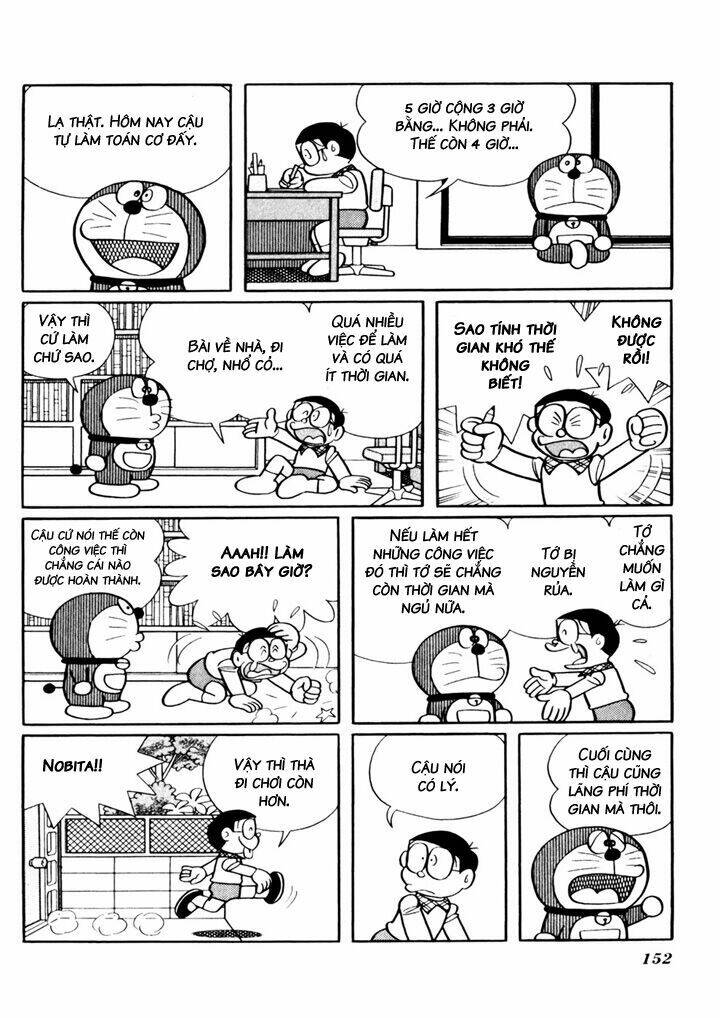 5 GIỜ CỘNG 3 GIỜ
BẰNG... KHÔNG PHẢI.
THẾ CÒN 4 GIỜ...
LẠ THẬT. HÔM NAY CẬU
TỰ LÀM TOÁN CƠ ĐẤY.
KHÔNG
ĐƯỢC
RỒI!
SAO TÍNH THỜI
GIAN KHÓ THẾ
KHÔNG
BIẾT!
QUÁ NHIỀU
VIỆC ĐỂ LÀM
VÀ CÓ QUÁ
ÍT THỜI GIAN.
BÀI VỀ NHÀ, ĐI
CHỢ, NHỔ CỎ...
VẬY THÌ
CỨ LÀM
CHỨ SAO.
TỚ
CHẲNG
MUỐN
LÀM GÌ
CẢ.
TỚ BỊ
NGUYỀN
RỦA.
NẾU LÀM HẾT
NHỮNG CÔNG VIỆC
ĐÓ THÌ TỚ SẼ CHẲNG
CÒN THỜI GIAN MÀ
NGỦ NỮA.
AAAH!! LÀM
SAO BÂY GIỜ?
CẬU CỨ NÓI THẾ CÒN
CÔNG VIỆC THÌ
CHẲNG CÁI NÀO
ĐƯỢC HOÀN THÀNH.
CUỐI CÙNG
THÌ CẬU CŨNG
LÃNG PHÍ THỜI
GIAN MÀ THÔI.
CẬU NÓI
CÓ LÝ.
VẬY THÌ THÀ
ĐI CHƠI CÒN
HƠN.
NOBITA!!
152